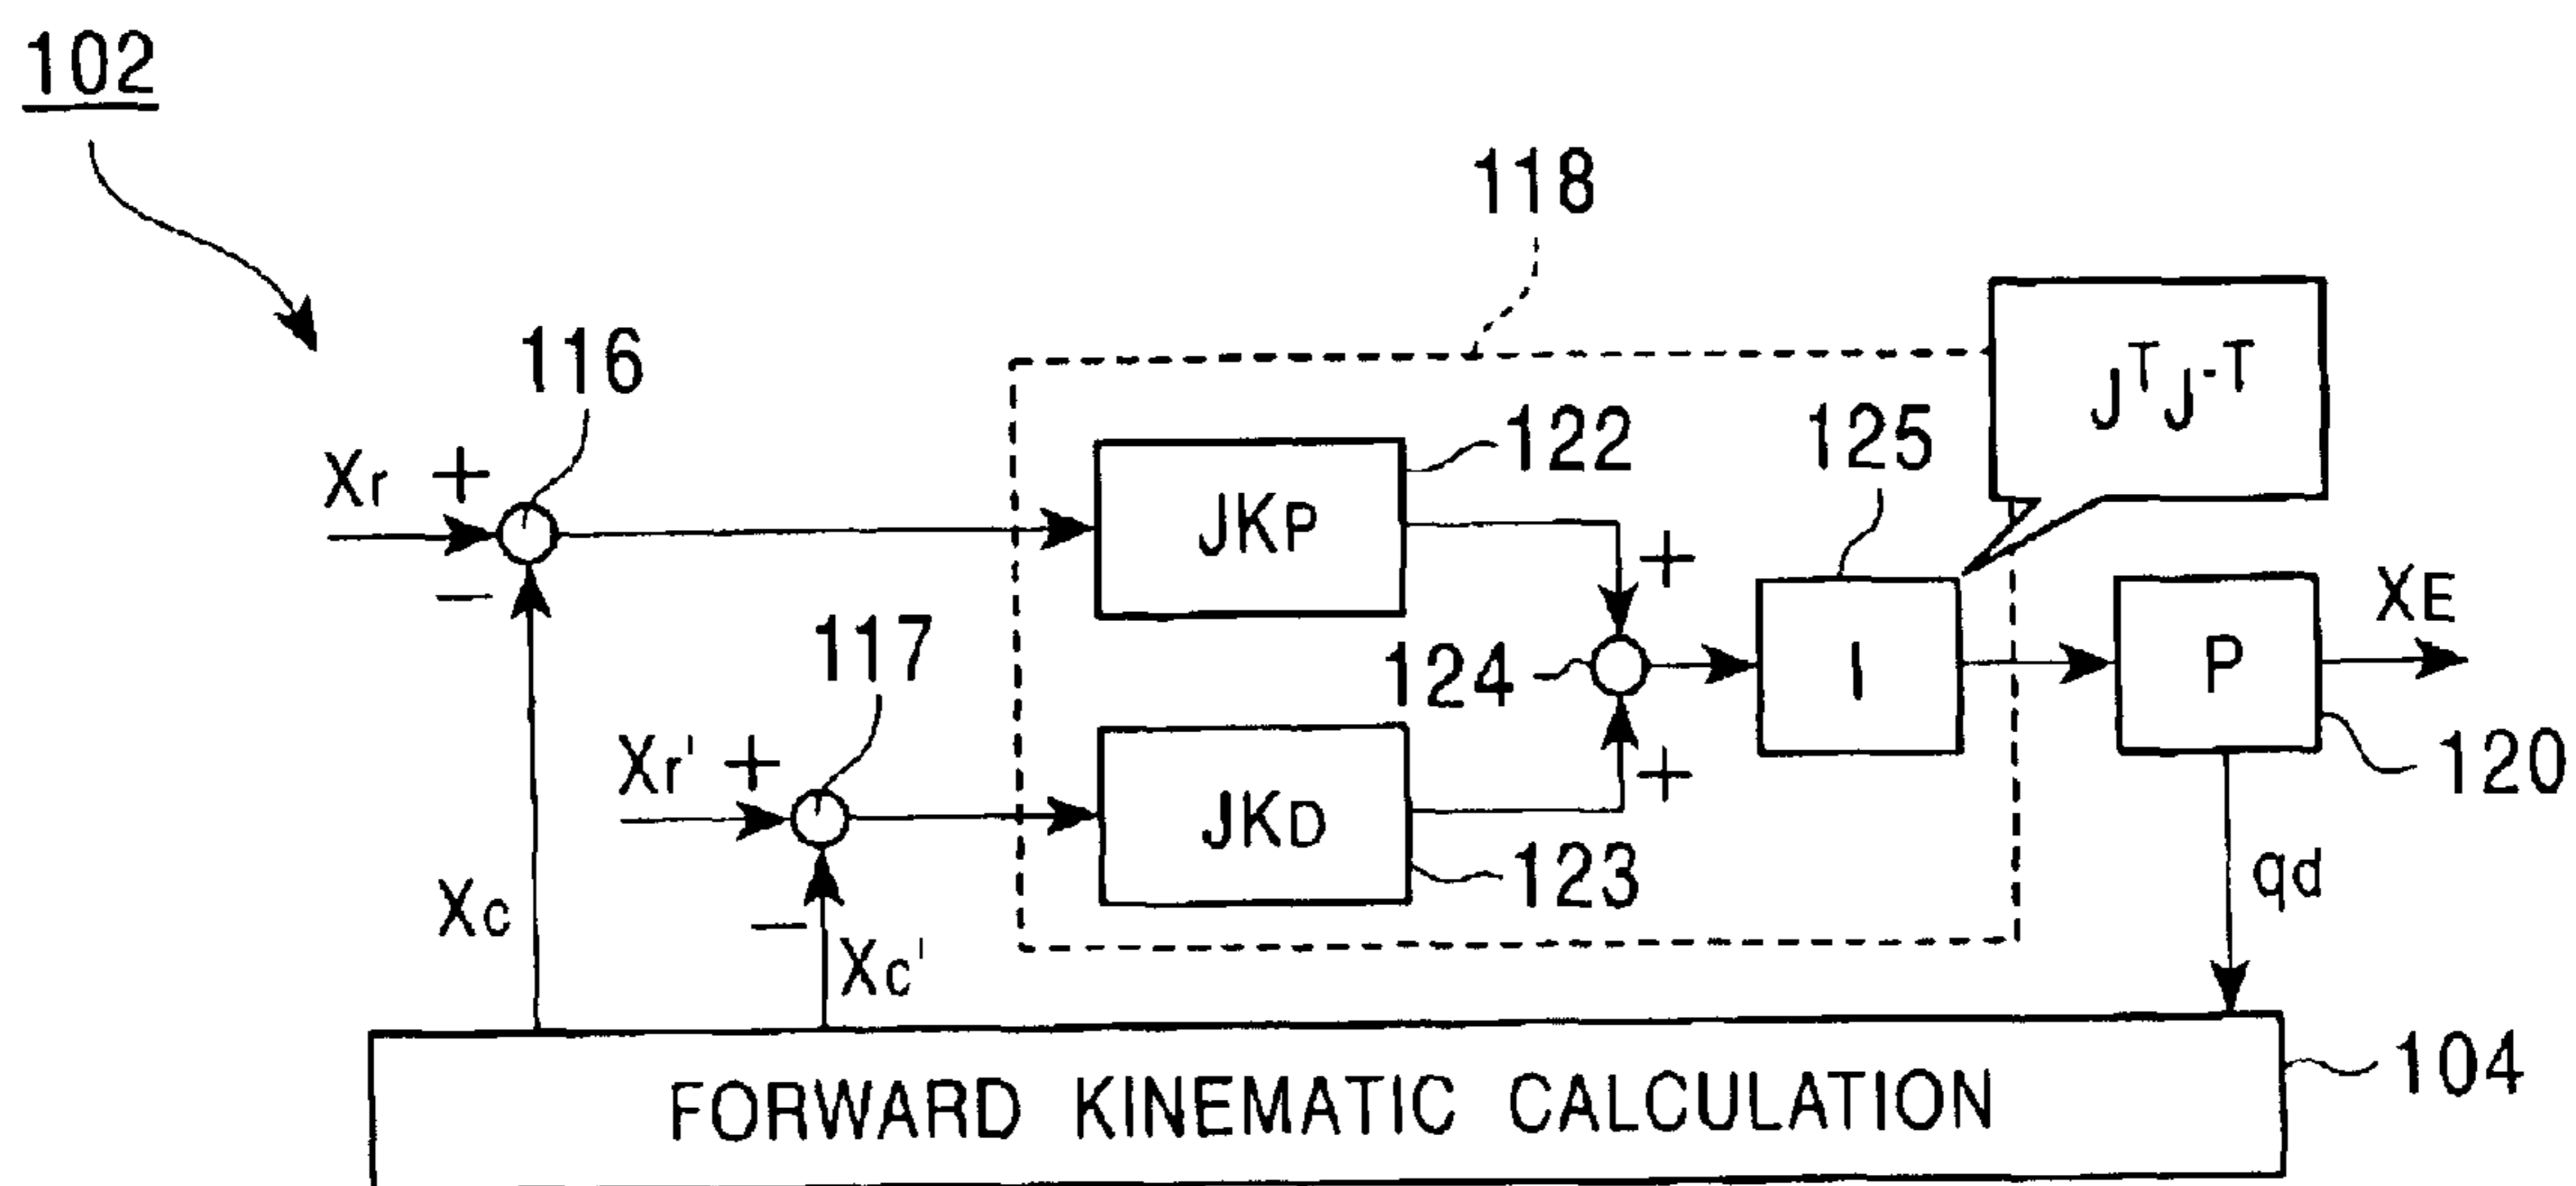 102
118
116
J^T J^-T
122
125
Xr +
JKP
+
−
XE
117
124
I
P
Xr' +
+
120
JKD
123
qd
Xc
−
Xc'
104
FORWARD KINEMATIC CALCULATION